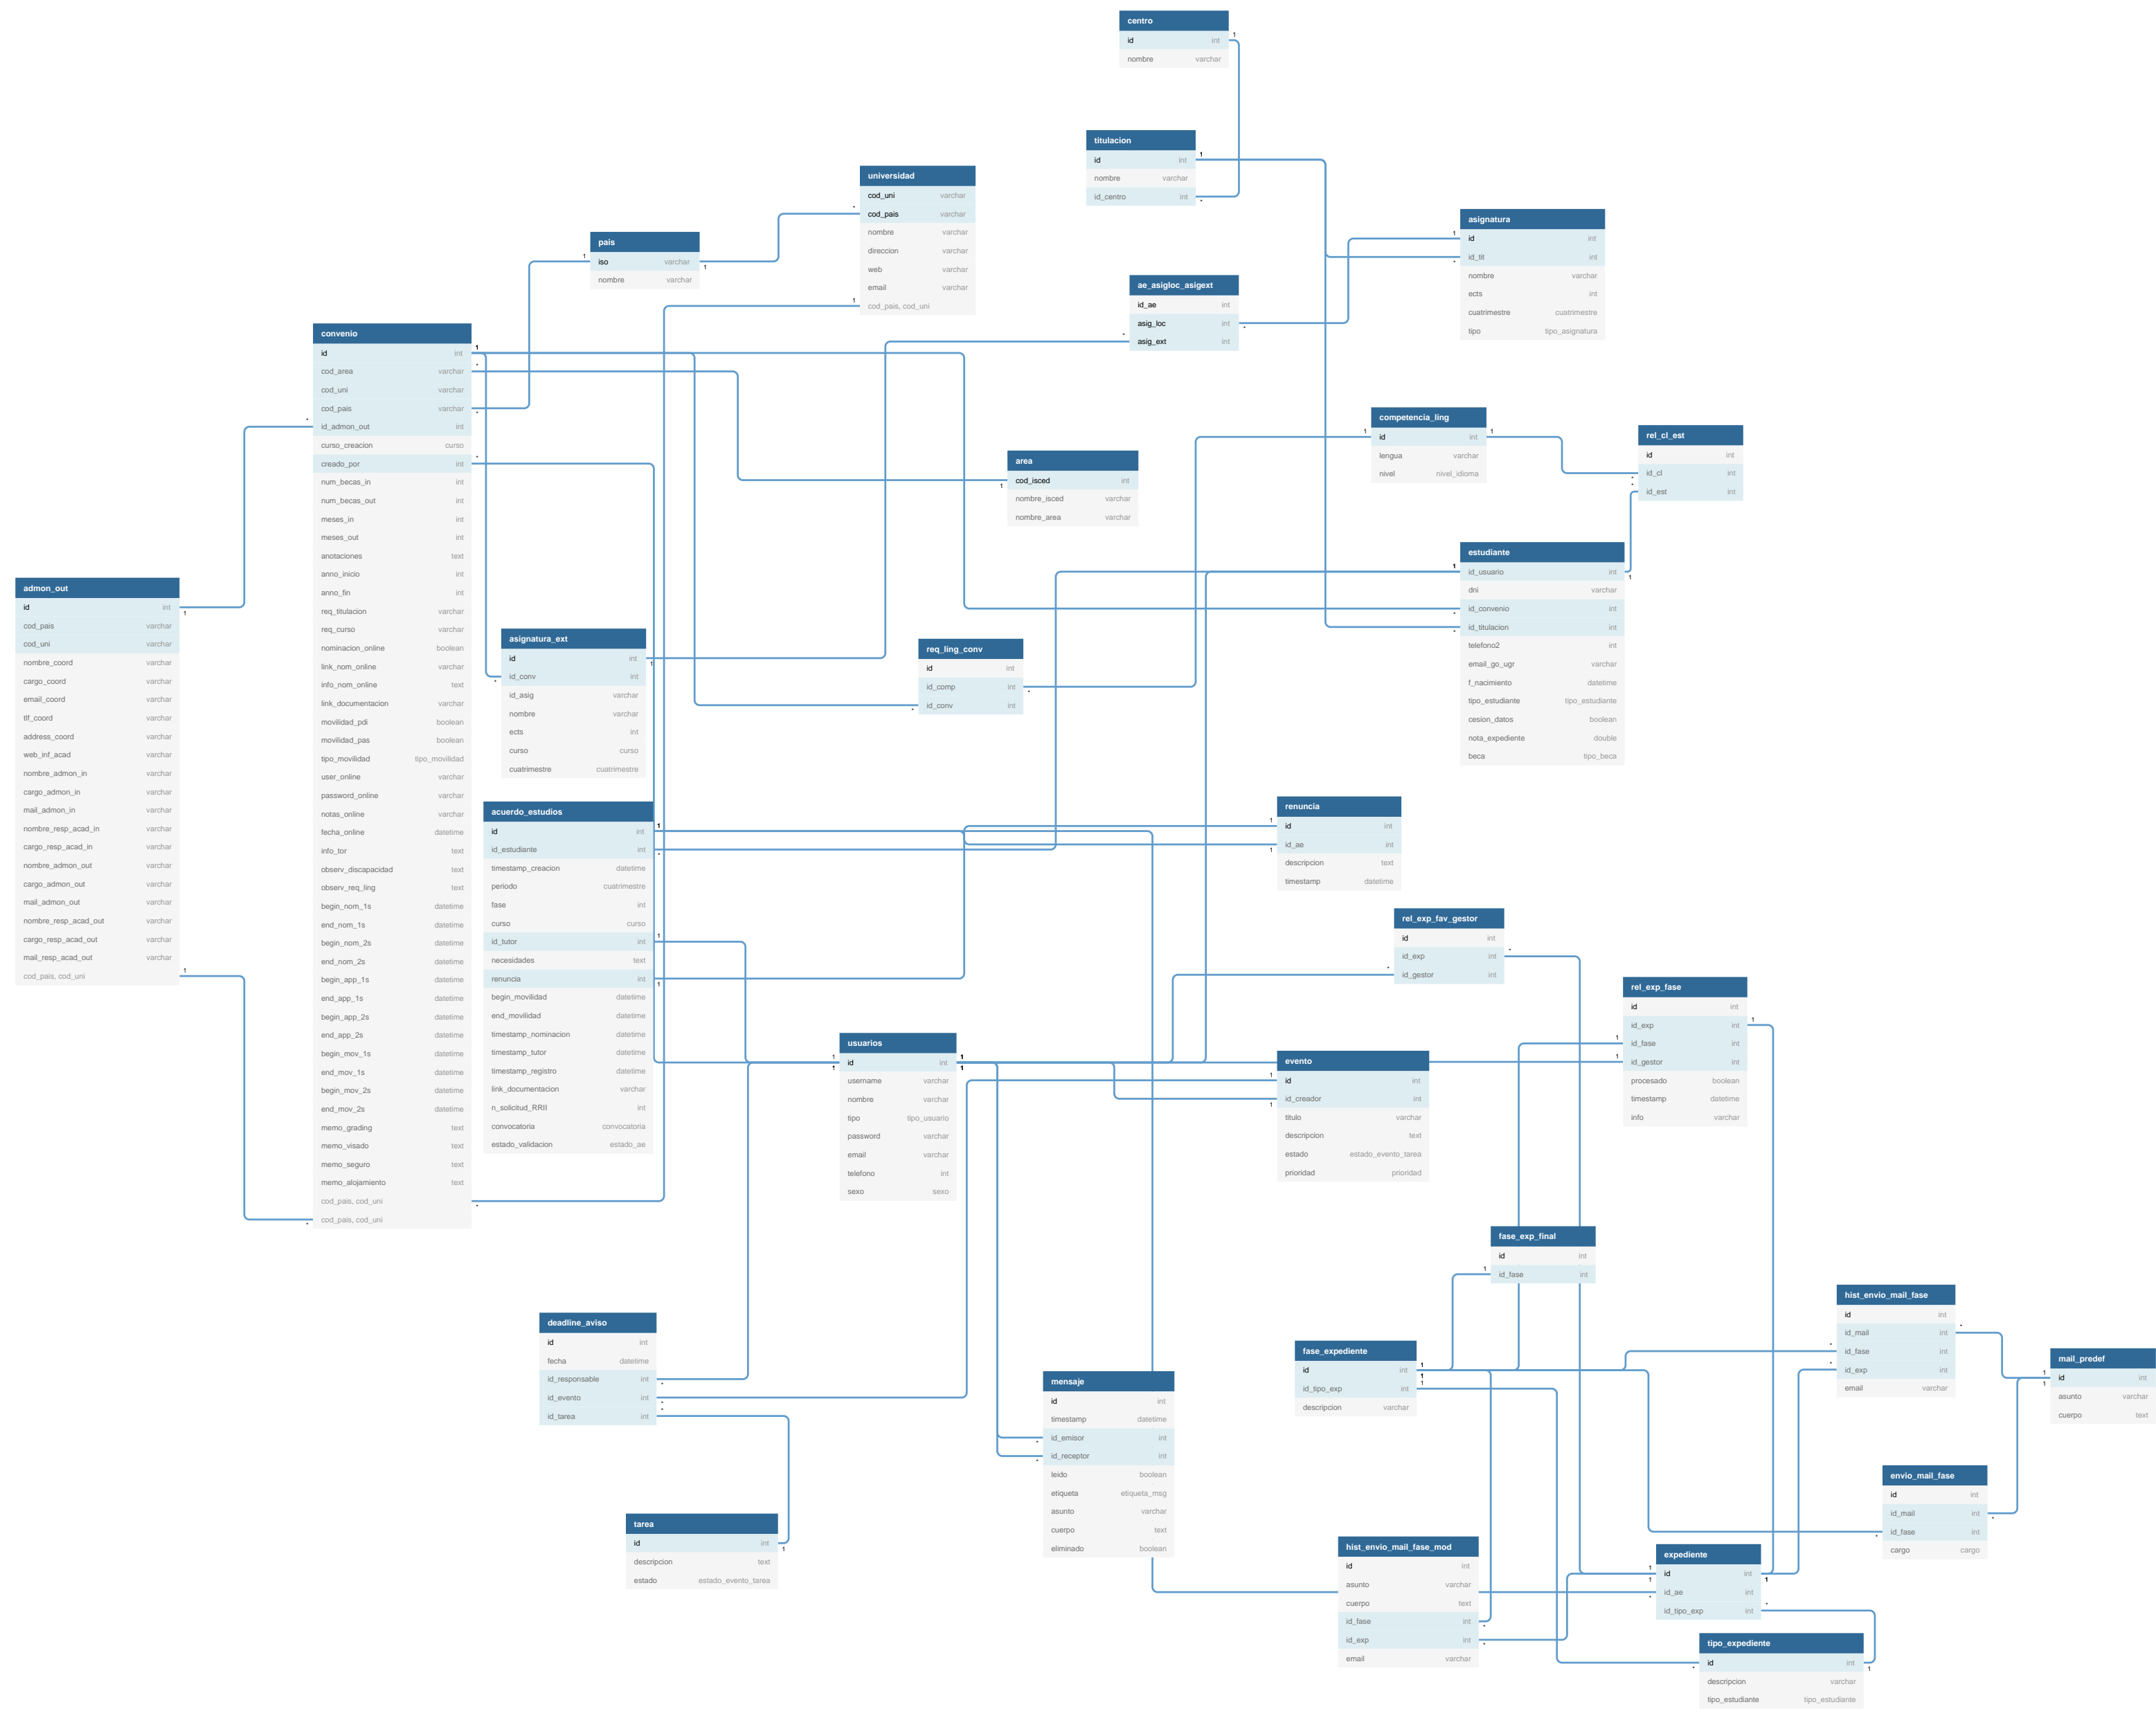 centro
id int
nombre varchar
titulacion
id int
nombre varchar
id_centro int
universidad
cod_uni varchar
cod_pais varchar
nombre varchar
direccion varchar
web varchar
email varchar
cod_pais, cod_uni
pais
iso varchar
nombre varchar
asignatura
id int
id_tit int
nombre varchar
ects int
cuatrimestre cuatrimestre
tipo tipo_asignatura
ae_asigloc_asigext
id_ae int
asig_loc int
asig_ext int
convenio
id int
cod_area varchar
cod_uni varchar
cod_pais varchar
id_admon_out int
curso_creacion curso
creado_por int
num_becas_in int
num_becas_out int
meses_in int
meses_out int
anotaciones text
anno_inicio int
anno_fin int
req_titulacion varchar
req_curso varchar
nominacion_online boolean
link_nom_online varchar
info_nom_online text
link_documentacion varchar
movilidad_pdi boolean
movilidad_pas boolean
tipo_movilidad tipo_movilidad
user_online varchar
password_online varchar
notas_online varchar
fecha_online datetime
info_tor text
observ_discapacidad text
observ_req_ling text
begin_nom_1s datetime
end_nom_1s datetime
begin_nom_2s datetime
end_nom_2s datetime
begin_app_1s datetime
end_app_1s datetime
begin_app_2s datetime
end_app_2s datetime
begin_mov_1s datetime
end_mov_1s datetime
begin_mov_2s datetime
end_mov_2s datetime
memo_grading text
memo_visado text
memo_seguro text
memo_alojamiento text
cod_pais, cod_uni
cod_pais, cod_uni
competencia_ling
id int
lengua varchar
nivel nivel_idioma
rel_cl_est
id int
id_cl int
id_est int
area
cod_isced int
nombre_isced varchar
nombre_area varchar
estudiante
id_usuario int
dni varchar
id_convenio int
id_titulacion int
telefono2 int
email_go_ugr varchar
f_nacimiento datetime
tipo_estudiante tipo_estudiante
cesion_datos boolean
nota_expediente double
beca tipo_beca
admon_out
id int
cod_pais varchar
cod_uni varchar
nombre_coord varchar
cargo_coord varchar
email_coord varchar
tlf_coord varchar
address_coord varchar
web_inf_acad varchar
nombre_admon_in varchar
cargo_admon_in varchar
mail_admon_in varchar
nombre_resp_acad_in varchar
cargo_resp_acad_in varchar
nombre_admon_out varchar
cargo_admon_out varchar
mail_admon_out varchar
nombre_resp_acad_out varchar
cargo_resp_acad_out varchar
mail_resp_acad_out varchar
cod_pais, cod_uni
asignatura_ext
id int
id_conv int
id_asig varchar
nombre varchar
ects int
curso curso
cuatrimestre cuatrimestre
req_ling_conv
id int
id_comp int
id_conv int
acuerdo_estudios
id int
id_estudiante int
timestamp_creacion datetime
periodo cuatrimestre
fase int
curso curso
id_tutor int
necesidades text
renuncia int
begin_movilidad datetime
end_movilidad datetime
timestamp_nominacion datetime
timestamp_tutor datetime
timestamp_registro datetime
link_documentacion varchar
n_solicitud_RRII int
convocatoria convocatoria
estado_validacion estado_ae
renuncia
id int
id_ae int
descripcion text
timestamp datetime
rel_exp_fav_gestor
id int
id_exp int
id_gestor int
rel_exp_fase
id int
id_exp int
id_fase int
id_gestor int
procesado boolean
timestamp datetime
info varchar
usuarios
id int
username varchar
nombre varchar
tipo tipo_usuario
password varchar
email varchar
telefono int
sexo sexo
evento
id int
id_creador int
titulo varchar
descripcion text
estado estado_evento_tarea
prioridad prioridad
fase_exp_final
id int
id_fase int
hist_envio_mail_fase
id int
id_mail int
id_fase int
id_exp int
email varchar
deadline_aviso
id int
fecha datetime
id_responsable int
id_evento int
id_tarea int
fase_expediente
id int
id_tipo_exp int
descripcion varchar
mail_predef
id int
asunto varchar
cuerpo text
mensaje
id int
timestamp datetime
id_emisor int
id_receptor int
leido boolean
etiqueta etiqueta_msg
asunto varchar
cuerpo text
eliminado boolean
envio_mail_fase
id int
id_mail int
id_fase int
cargo cargo
tarea
id int
descripcion text
estado estado_evento_tarea
hist_envio_mail_fase_mod
id int
asunto varchar
cuerpo text
id_fase int
id_exp int
email varchar
expediente
id int
id_ae int
id_tipo_exp int
tipo_expediente
id int
descripcion varchar
tipo_estudiante tipo_estudiante